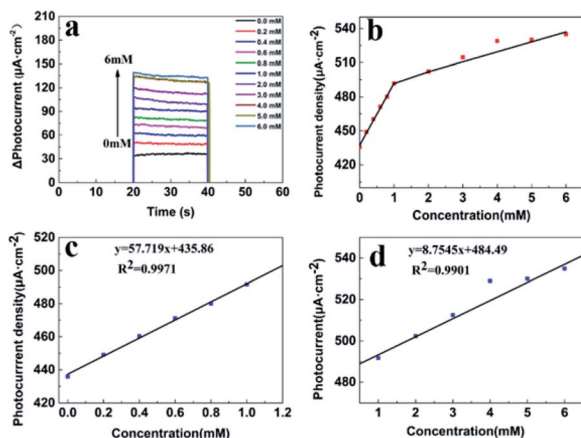 a
ΔPhotocurrent (μA·cm-2)
150
120
90
60
30
0
6mM
0mM
0.0 mM
0.2 mM
0.4 mM
0.6 mM
0.8 mM
1.0 mM
2.0 mM
3.0 mM
4.0 mM
5.0 mM
6.0 mM
0 10 20 30 40 50 60
Time (s)
b
Photocurrent density(μA·cm-2)
540
510
480
450
420
0 1 2 3 4 5 6
Concentration(mM)
c
y=57.719x+435.86
R2=0.9971
Photocurrrent density(μA·cm-2)
520
500
480
460
440
420
0.0 0.2 0.4 0.6 0.8 1.0 1.2
Concentration(mM)
d
y=8.7545x+484.49
R2=0.9901
Photocurrent(μA·cm-2)
540
520
500
480
1 2 3 4 5 6
Concentration(mM)